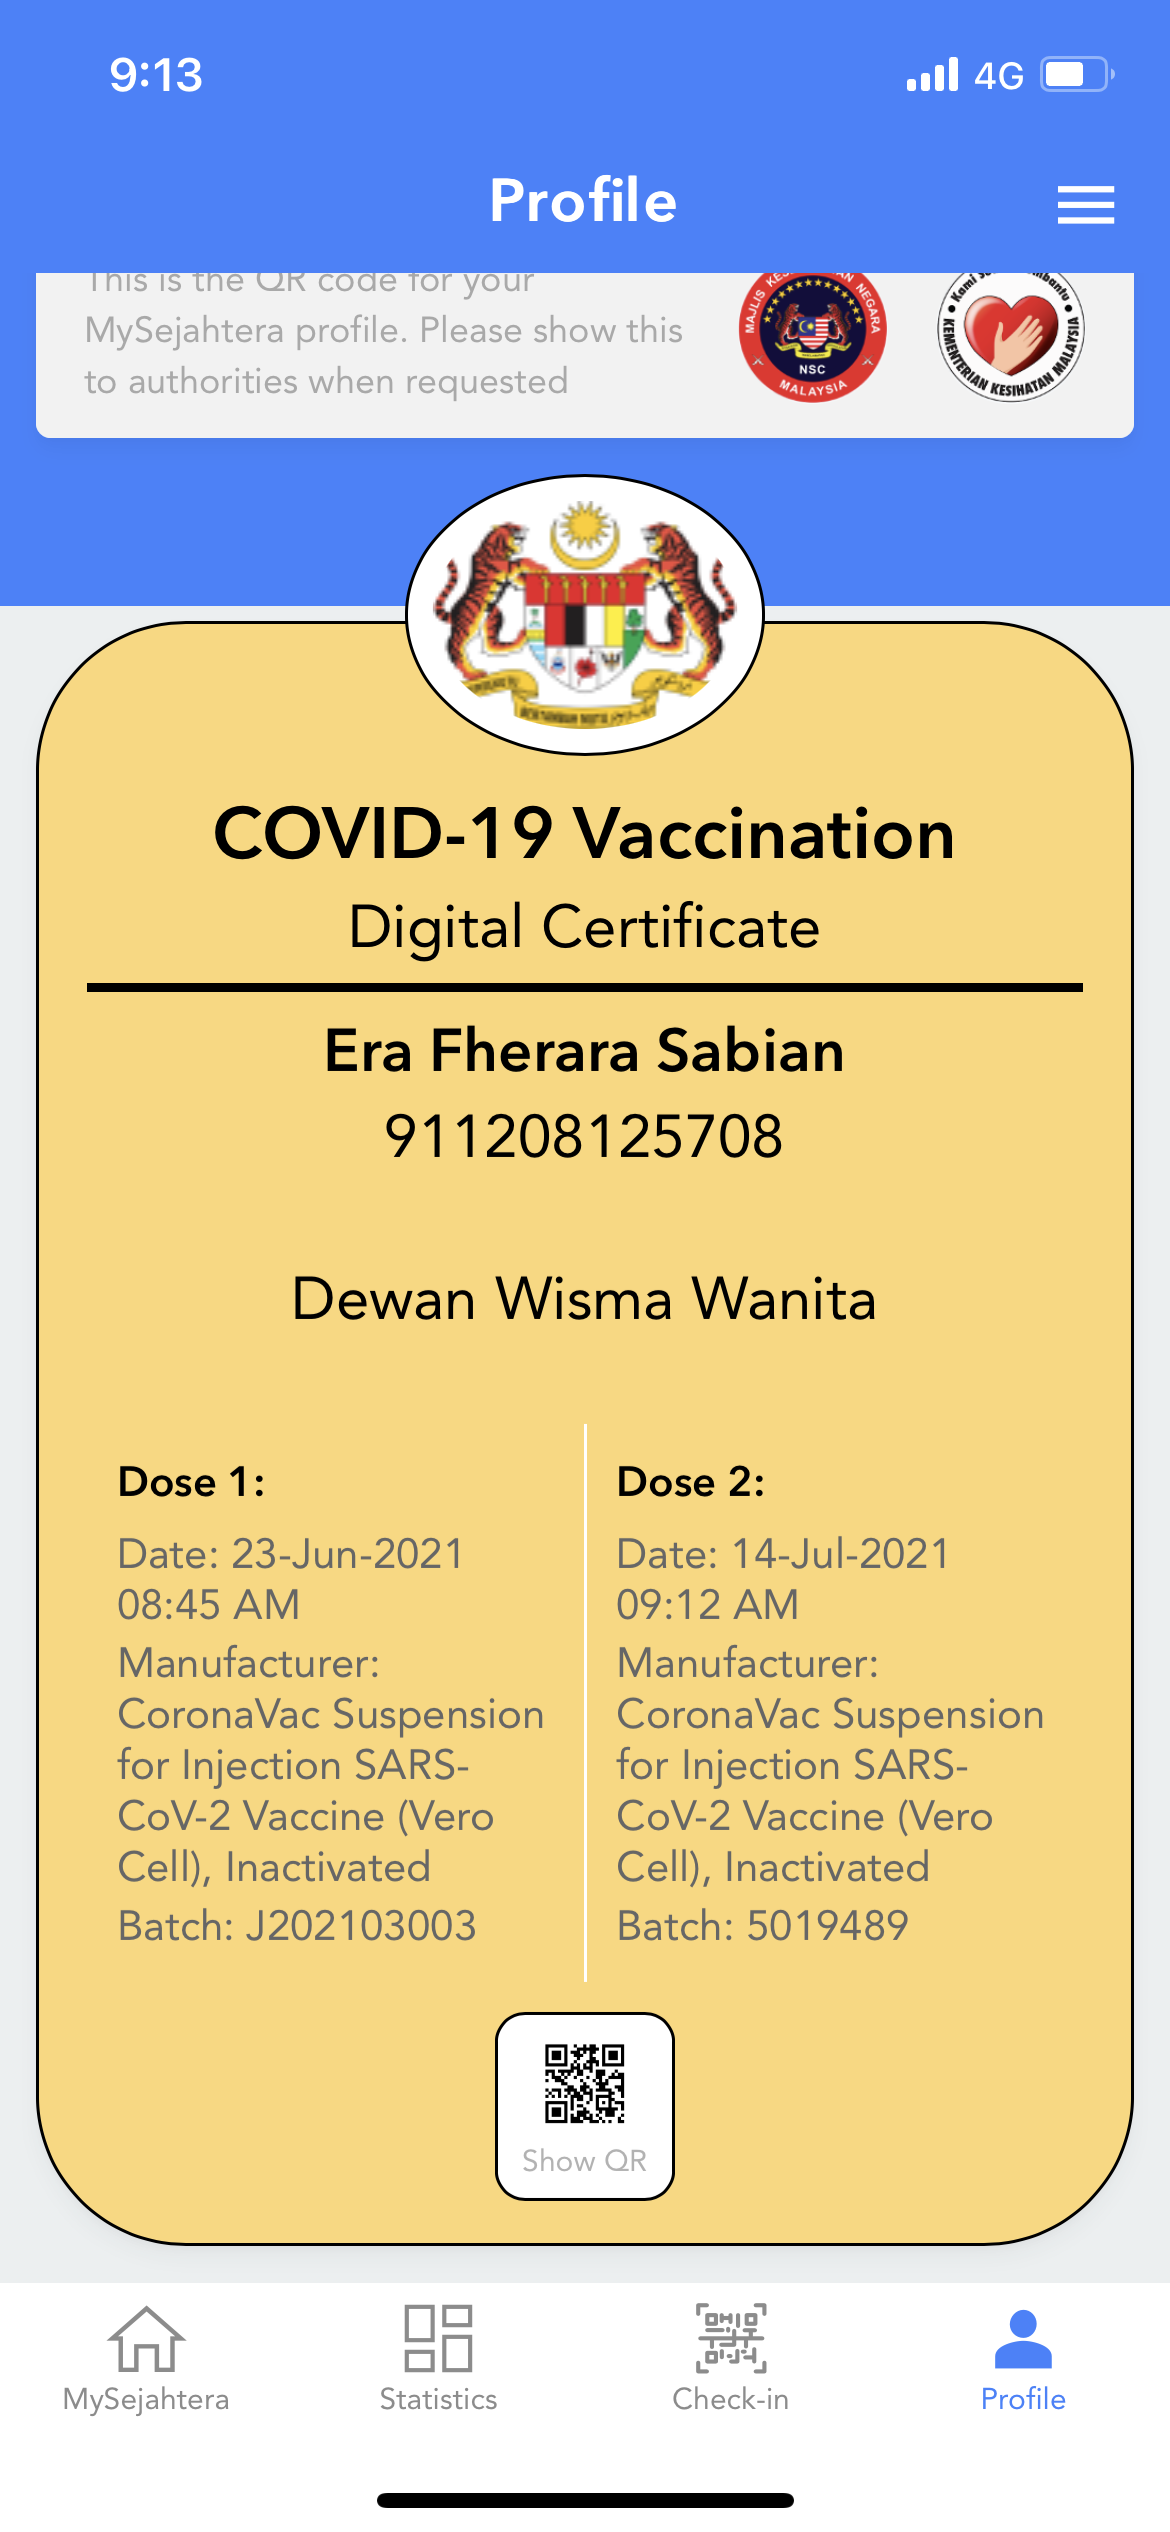 9:13
4G
Profile
This is the QR code for your
MySejahtera profile. Please show this
to authorities when requested
MAJLIS KESELAMATAN NEGARA
NSC
MALAYSIA
Kami Sedia Membantu
KEMENTERIAN KESIHATAN MALAYSIA
COVID-19 Vaccination
Digital Certificate
Era Fherara Sabian
911208125708
Dewan Wisma Wanita
Dose 1:
Date: 23-Jun-2021
08:45 AM
Manufacturer:
CoronaVac Suspension
for Injection SARS-
CoV-2 Vaccine (Vero
Cell), Inactivated
Batch: J202103003
Dose 2:
Date: 14-Jul-2021
09:12 AM
Manufacturer:
CoronaVac Suspension
for Injection SARS-
CoV-2 Vaccine (Vero
Cell), Inactivated
Batch: 5019489
Show QR
MySejahtera
Statistics
Check-in
Profile